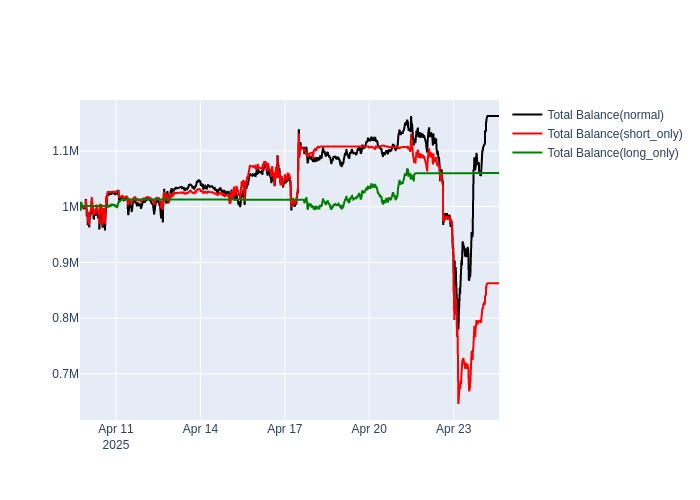 Total Balance(normal)
Total Balance(short_only)
Total Balance(long_only)
1.1M
1M
0.9M
0.8M
0.7M
Apr 11
2025
Apr 14
Apr 17
Apr 20
Apr 23